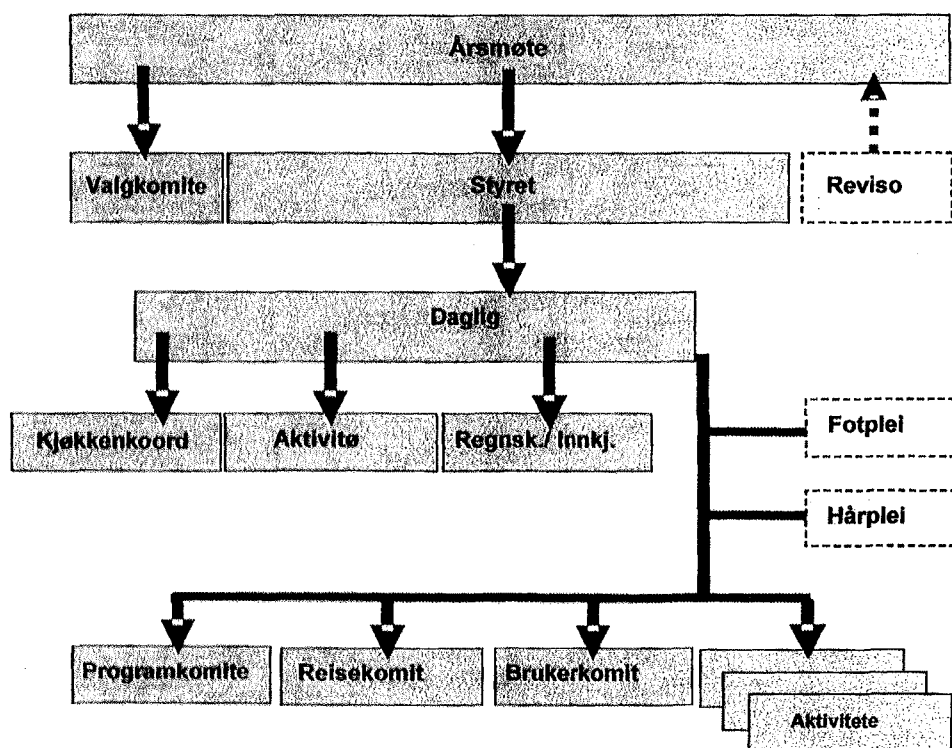 Årsmøte
Valgkomite
Styret
Reviso
Daglig
Kjøkkenkoord
Aktivitø
Regnsk./ Innkj.
Fotplei
Hårplei
Programkomite
Reisekomit
Brukerkomit
Aktivitete